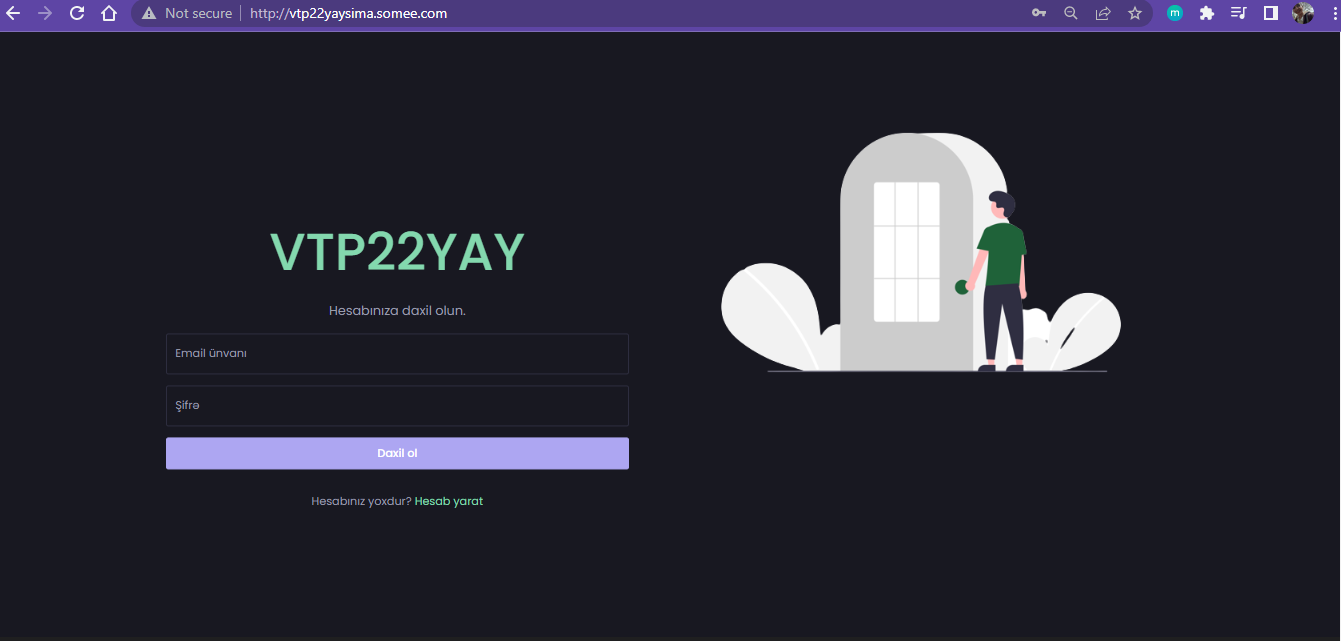 Not secure
http://vtp22yaysima.somee.com
m
VTP22YAY
Hesabınıza daxil olun.
Email ünvanı
Şifrə
Daxil ol
Hesabınız yoxdur? Hesab yarat